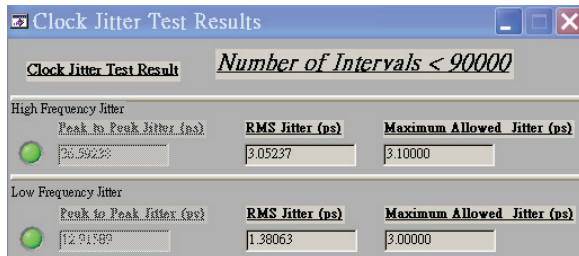 Clock Jitter Test Results
Clock Jitter Test Result
Number of Intervals < 90000
High Frequency Jitter
Peak to Peak Jitter (ps) RMS Jitter (ps) Maximum Allowed Jitter (ps)
3.05237 3.10000
Low Frequency Jitter
Peak to Peak Jitter (ps) RMS Jitter (ps) Maximum Allowed Jitter (ps)
12.91589 1.38063 3.00000